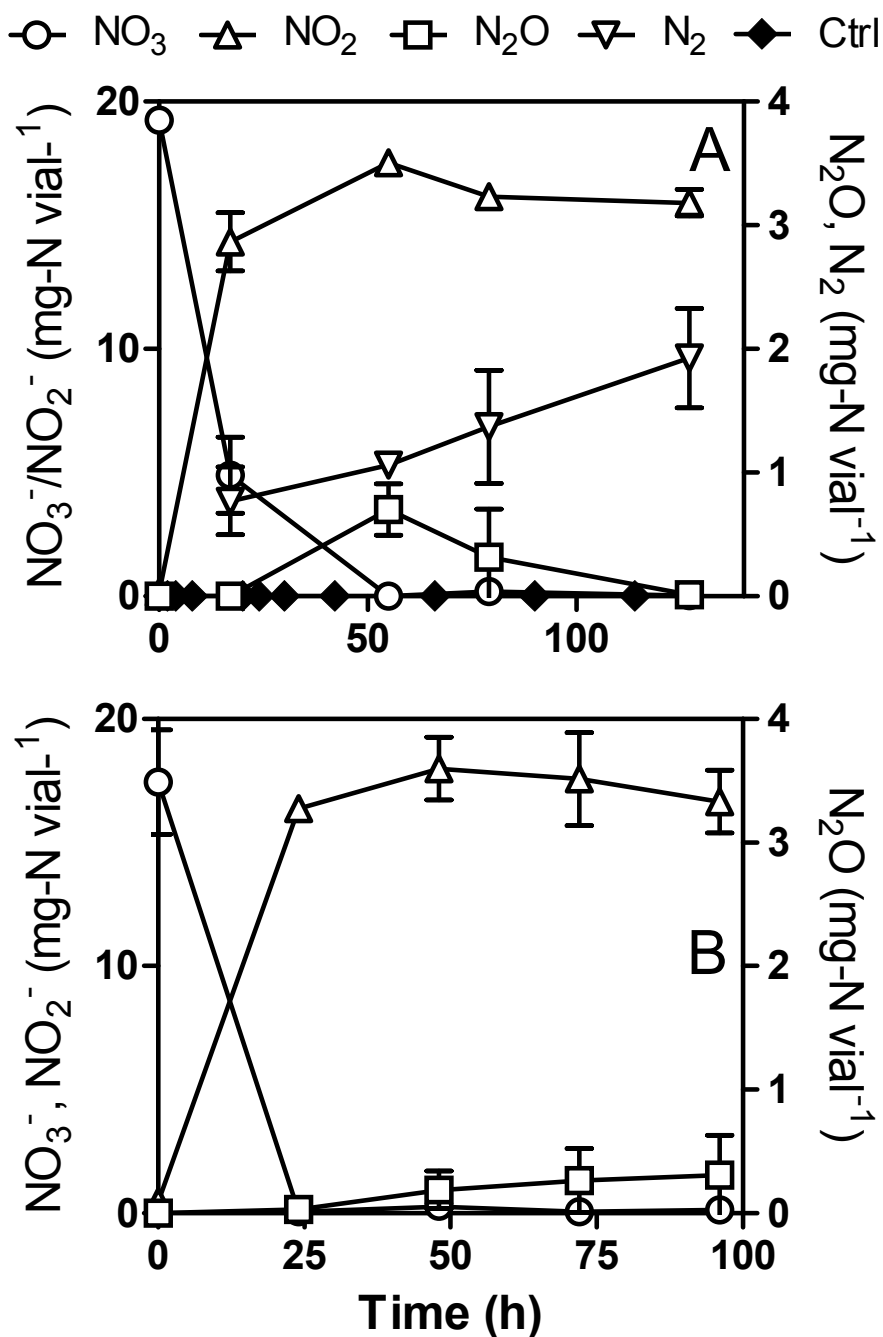 NO₃ NO₂ N₂O N₂ Ctrl
NO₃⁻/NO₂⁻ (mg-N vial-¹)
20
10
0
A
4
3
2
1
0
N₂O, N₂ (mg-N vial⁻¹)
0 50 100
NO₃⁻, NO₂⁻ (mg-N vial-¹)
20
10
0
B
4
3
2
1
0
N₂O (mg-N vial⁻¹)
0 25 50 75 100
Time (h)